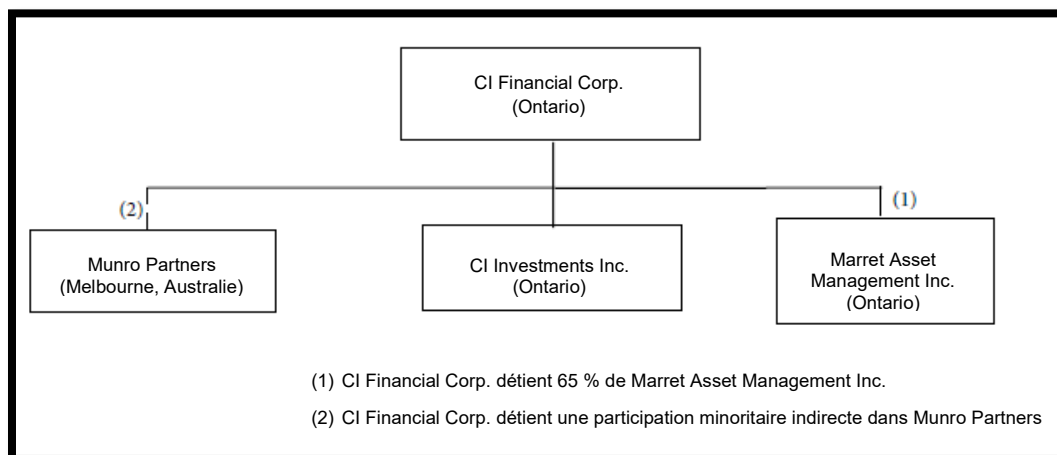 CI Financial Corp.
(Ontario)
(2)
(1)
Munro Partners
(Melbourne, Australie)
CI Investments Inc.
(Ontario)
Marret Asset
Management Inc.
(Ontario)
(1) CI Financial Corp. détient 65 % de Marret Asset Management Inc.
(2) CI Financial Corp. détient une participation minoritaire indirecte dans Munro Partners